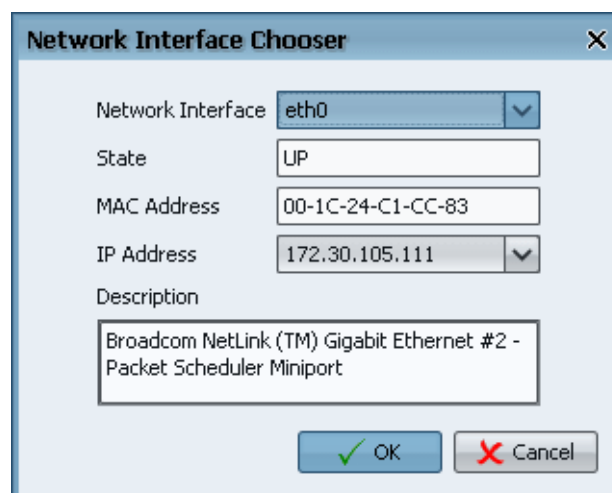 Network Interface Chooser
Network Interface eth0
State UP
MAC Address 00-1C-24-C1-CC-83
IP Address 172.30.105.111
Description
Broadcom NetLink (TM) Gigabit Ethernet #2 -
Packet Scheduler Miniport
OK Cancel